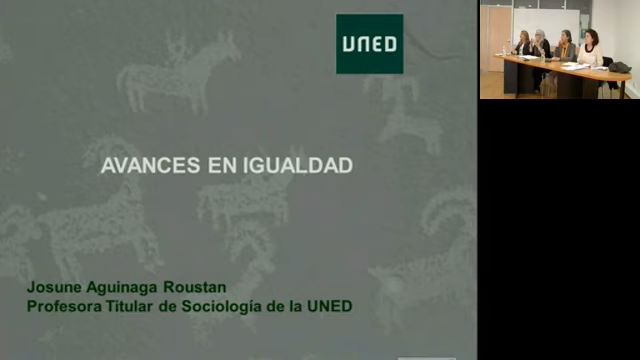 UNED
AVANCES EN IGUALDAD
Josune Aguinaga Roustan
Profesora Titular de Sociología de la UNED